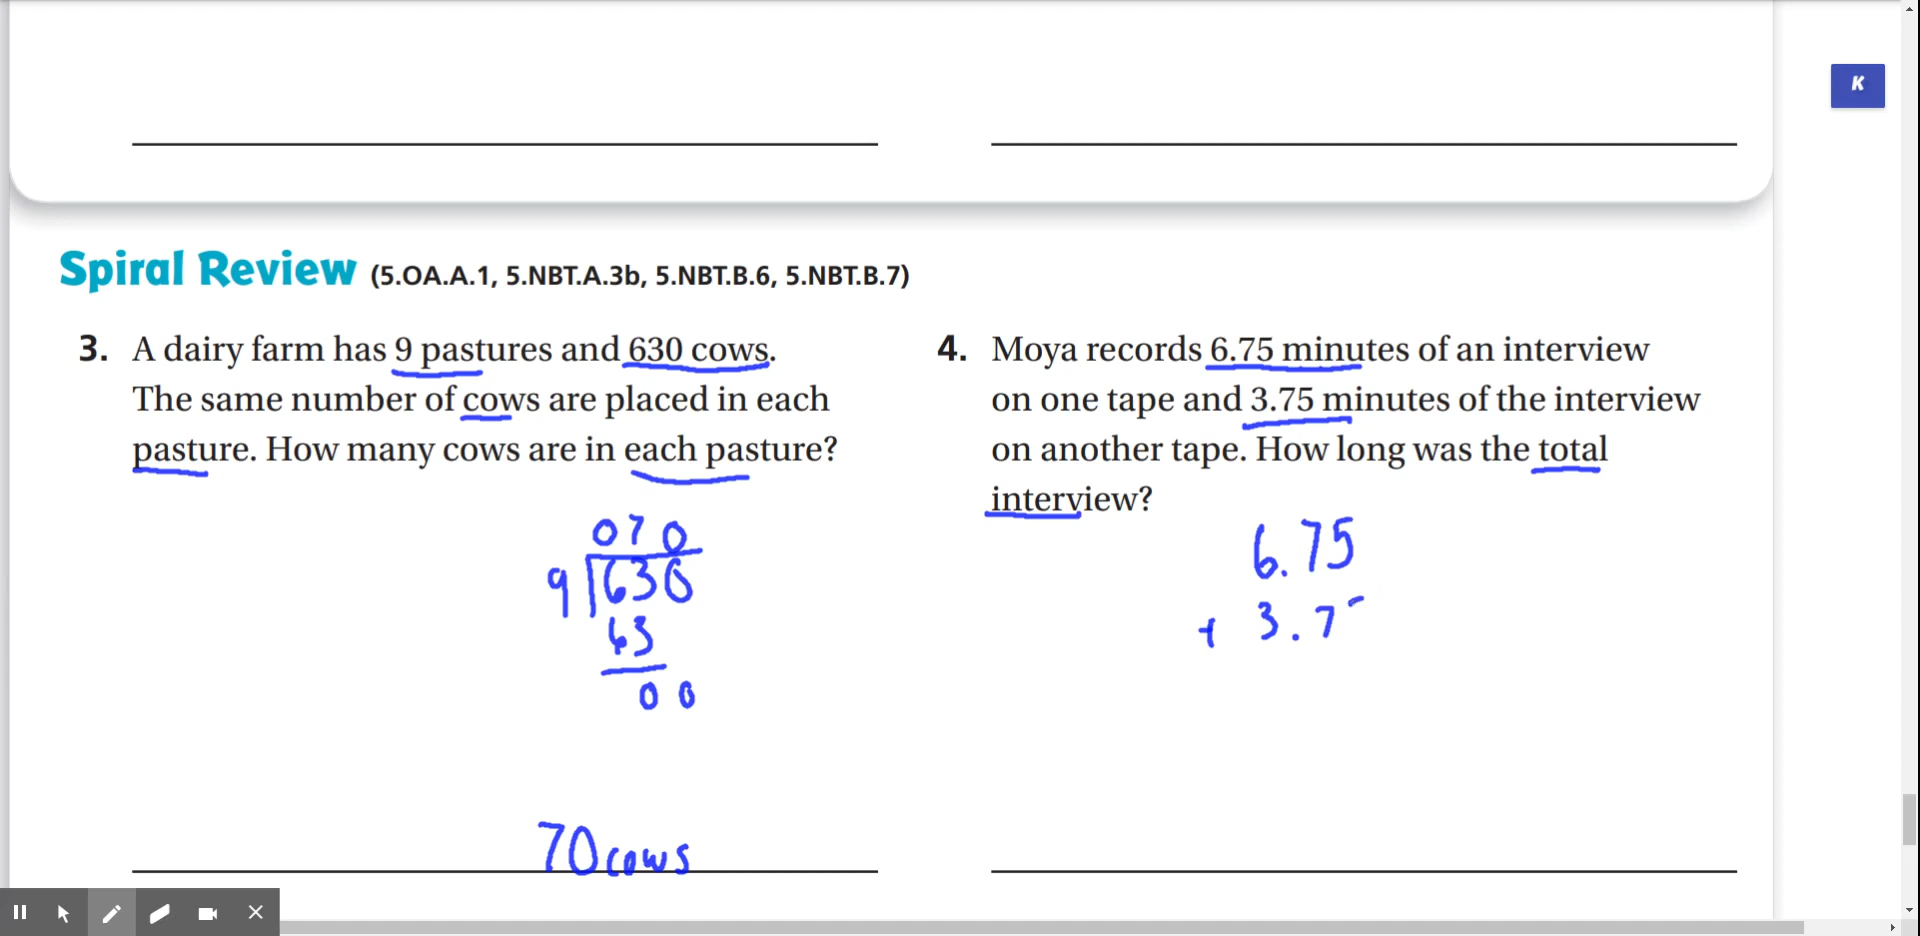 K
Spiral Review (5.OA.A.1, 5.NBT.A.3b, 5.NBT.B.6, 5.NBT.B.7)
3. A dairy farm has 9 pastures and 630 cows.
The same number of cows are placed in each
pasture. How many cows are in each pasture?
070
9 630
63
00
70 cows
4. Moya records 6.75 minutes of an interview
on one tape and 3.75 minutes of the interview
on another tape. How long was the total
interview?
6.75
+ 3.7